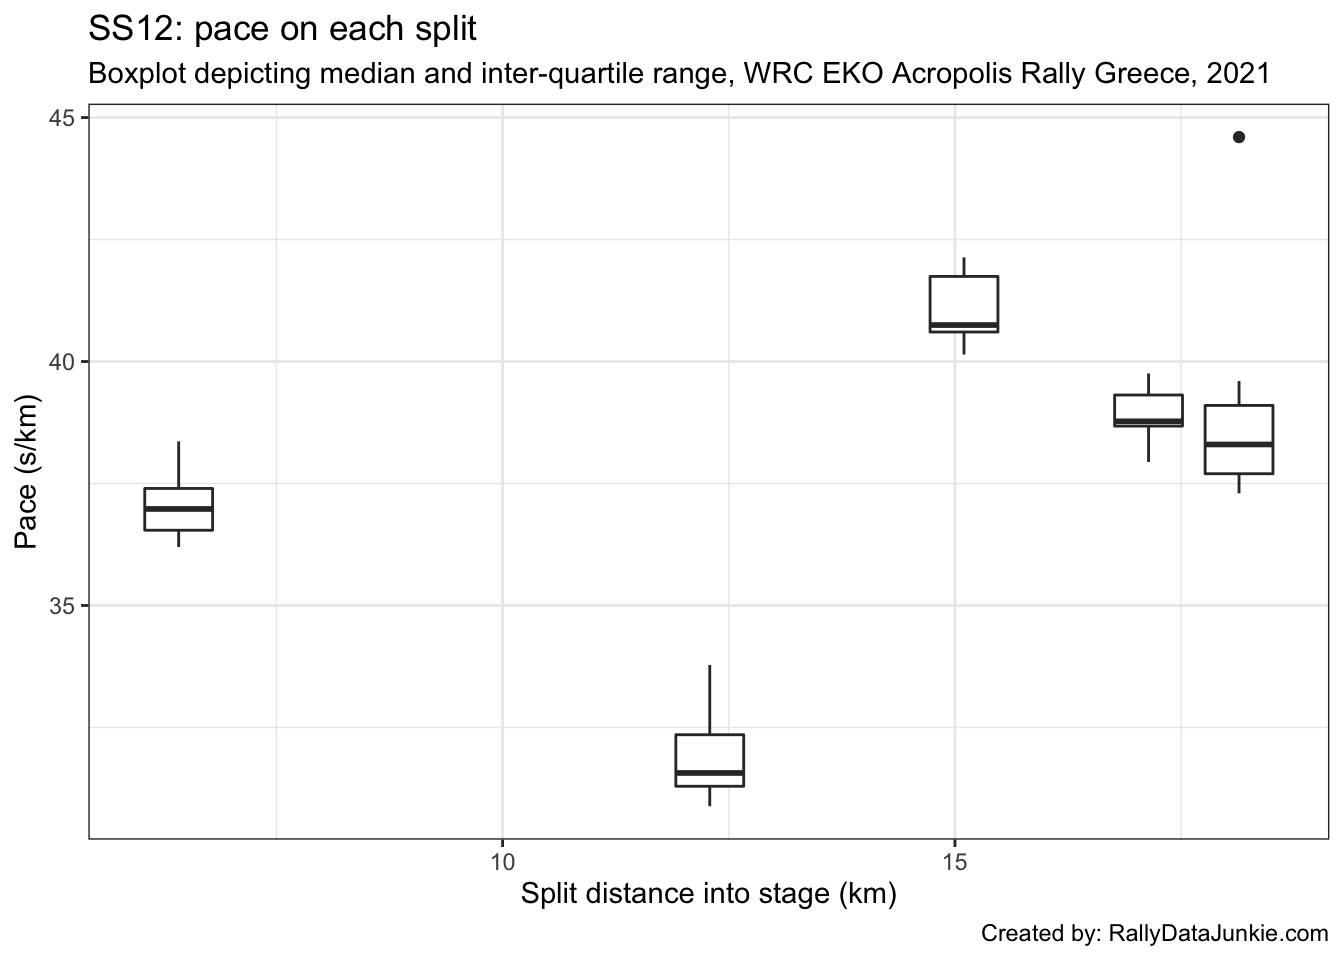 SS12: pace on each split
Boxplot depicting median and inter-quartile range, WRC EKO Acropolis Rally Greece, 2021
45
40
35
Pace (s/km)
10
15
Split distance into stage (km)
Created by: RallyDataJunkie.com